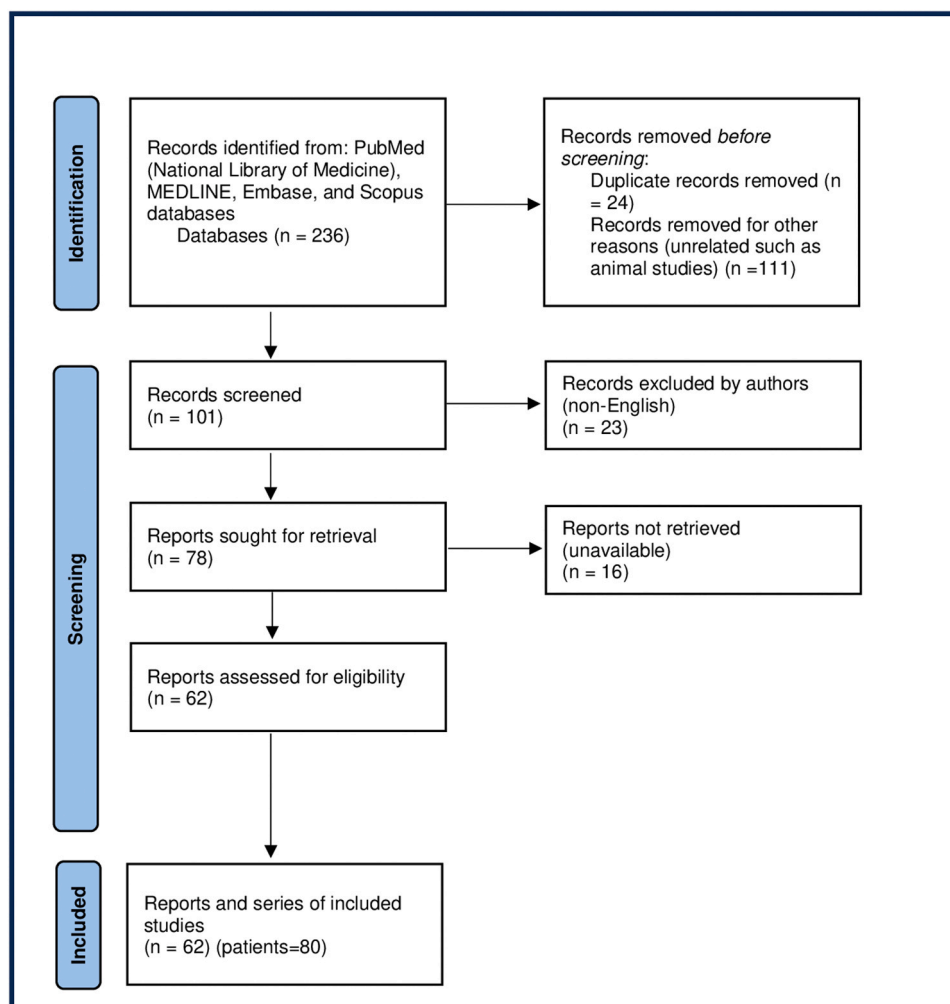 Identification
Records identified from: PubMed
(National Library of Medicine),
MEDLINE, Embase, and Scopus
databases
Databases (n = 236)
Records removed before
screening:
Duplicate records removed (n
= 24)
Records removed for other
reasons (unrelated such as
animal studies) (n =111)
Screening
Records screened
(n = 101)
Records excluded by authors
(non-English)
(n = 23)
Reports sought for retrieval
(n = 78)
Reports not retrieved
(unavailable)
(n = 16)
Reports assessed for eligibility
(n = 62)
Included
Reports and series of included
studies
(n = 62) (patients=80)